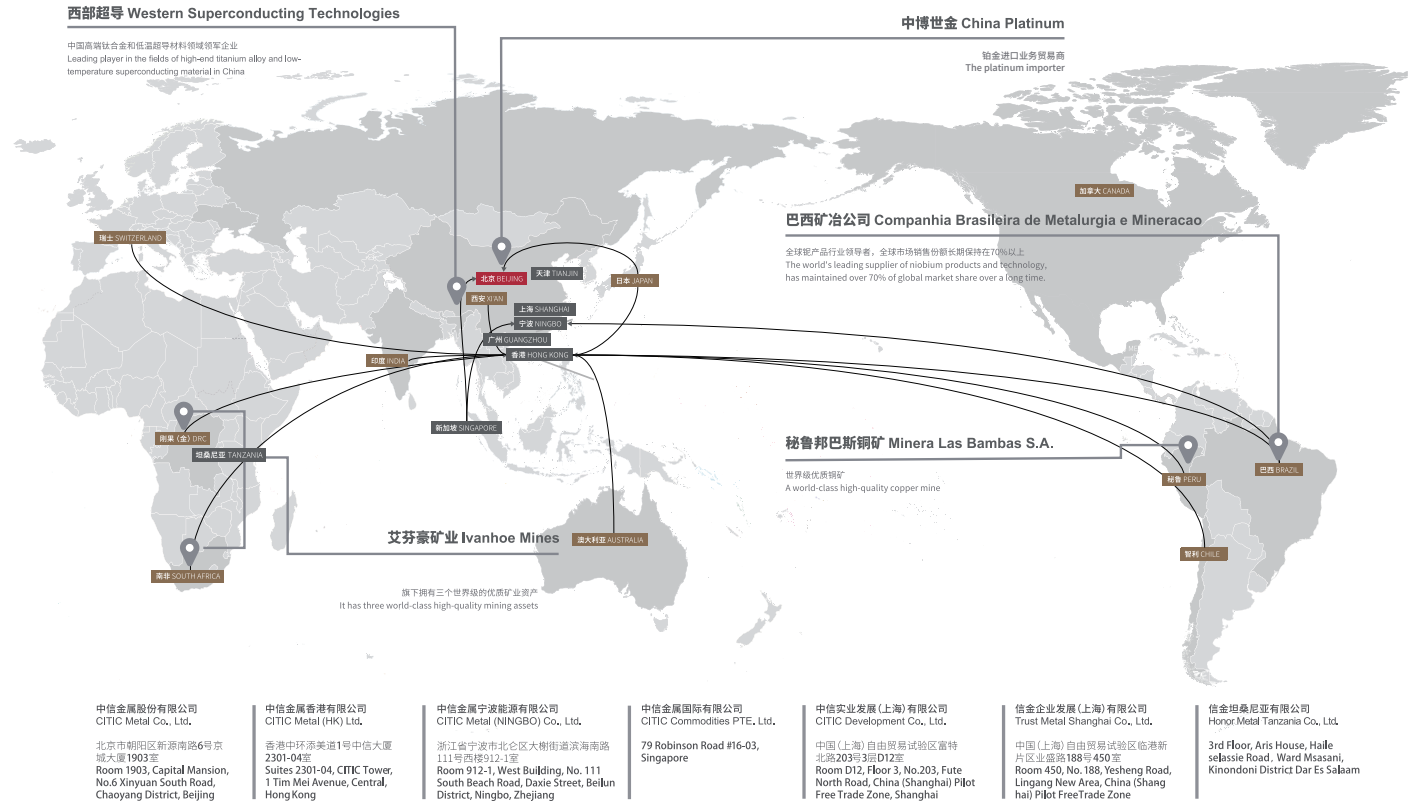 西部超导 Western Superconducting Technologies
中国高端钛合金和低温超导材料领域领军企业
Leading player in the fields of high-end titanium alloy and low-
temperature superconducting material in China
中博世金 China Platinum
铂金进口业务贸易商
The platinum importer
加拿大 CANADA
巴西矿冶公司 Companhia Brasileira de Metalurgia e Mineracao
全球铌产品行业领导者，全球市场销售份额长期保持在70%以上
The world's leading supplier of niobium products and technology,
has maintained over 70% of global market share over a long time.
瑞士 SWITZERLAND
北京 BEIJING
天津 TIANJIN
日本 JAPAN
西安 XI'AN
上海 SHANGHAI
宁波 NINGBO
广州 GUANGZHOU
香港 HONG KONG
印度 INDIA
新加坡 SINGAPORE
刚果（金）DRC
坦桑尼亚 TANZANIA
秘鲁邦巴斯铜矿 Minera Las Bambas S.A.
世界级优质铜矿
A world-class high-quality copper mine
秘鲁 PERU
巴西 BRAZIL
艾芬豪矿业 Ivanhoe Mines
旗下拥有三个世界级的优质矿业资产
It has three world-class high-quality mining assets
澳大利亚 AUSTRALIA
智利 CHILE
南非 SOUTH AFRICA
中信金属股份有限公司
CITIC Metal Co., Ltd.
北京市朝阳区新源南路6号京
城大厦1903室
Room 1903, Capital Mansion,
No.6 Xinyuan South Road,
Chaoyang District, Beijing
中信金属香港有限公司
CITIC Metal (HK) Ltd.
香港中环添美道1号中信大厦
2301-04室
Suites 2301-04, CITIC Tower,
1 Tim Mei Avenue, Central,
Hong Kong
中信金属宁波能源有限公司
CITIC Metal (NINGBO) Co., Ltd.
浙江省宁波市北仑区大榭街道滨海南路
111号西楼912-1室
Room 912-1, West Building, No. 111
South Beach Road, Daxie Street, Beilun
District, Ningbo, Zhejiang
中信金属国际有限公司
CITIC Commodities PTE. Ltd.
79 Robinson Road #16-03,
Singapore
中信实业发展（上海）有限公司
CITIC Development Co., Ltd.
中国（上海）自由贸易试验区富特
北路203号3层D12室
Room D12, Floor 3, No.203, Fute
North Road, China (Shanghai) Pilot
Free Trade Zone, Shanghai
信金企业发展（上海）有限公司
Trust Metal Shanghai Co., Ltd.
中国（上海）自由贸易试验区临港新
片区业盛路188号450室
Room 450, No. 188, Yesheng Road,
Lingang New Area, China (Shang
hai) Pilot FreeTrade Zone
信金坦桑尼亚有限公司
Honor Metal Tanzania Co., Ltd.
3rd Floor, Aris House, Haile
selassie Road , Ward Msasani,
Kinondoni District Dar Es Salaam